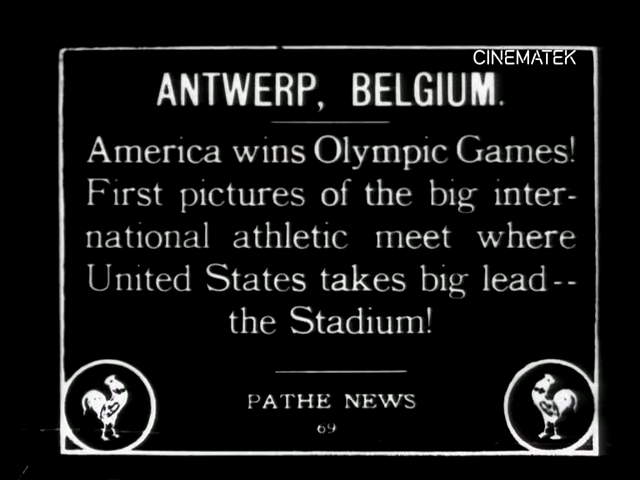 CINEMATEK
ANTWERP, BELGIUM.
America wins Olympic Games!
First pictures of the big inter-
national athletic meet where
United States takes big lead--
the Stadium!
PATHE NEWS
69